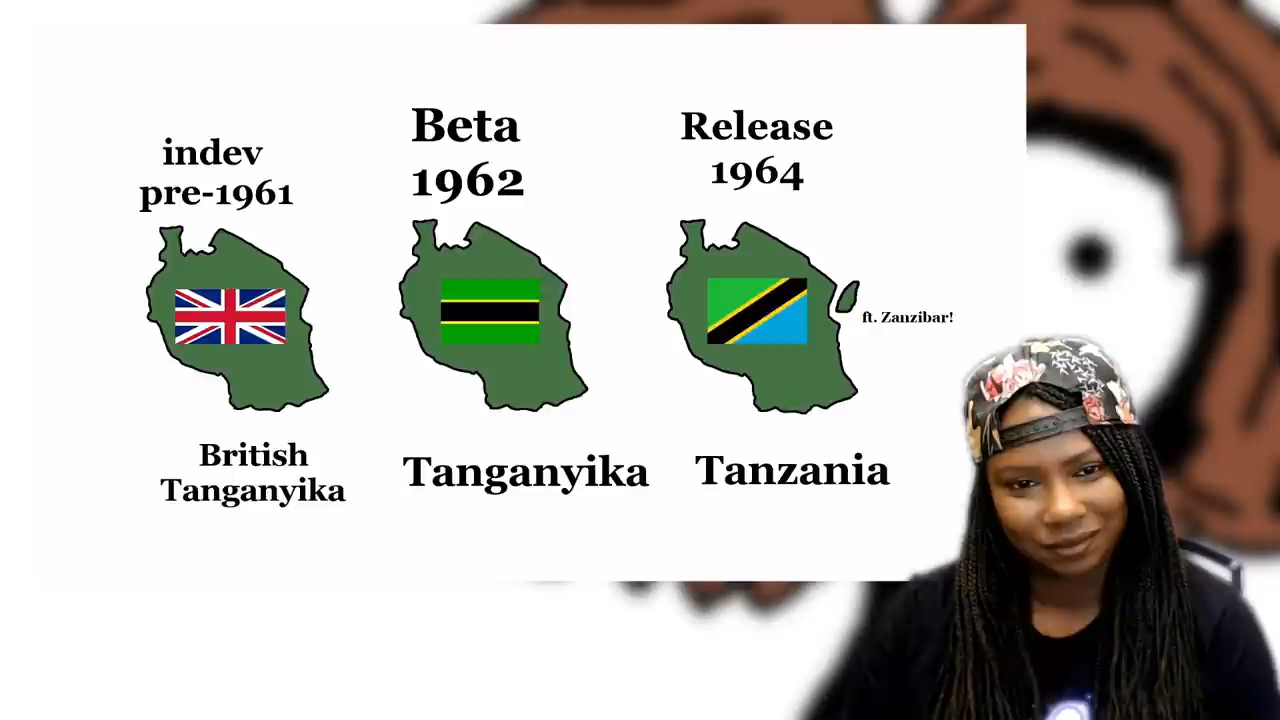 indev
pre-1961
Beta
1962
Release
1964
ft. Zanzibar!
British
Tanganyika
Tanganyika
Tanzania